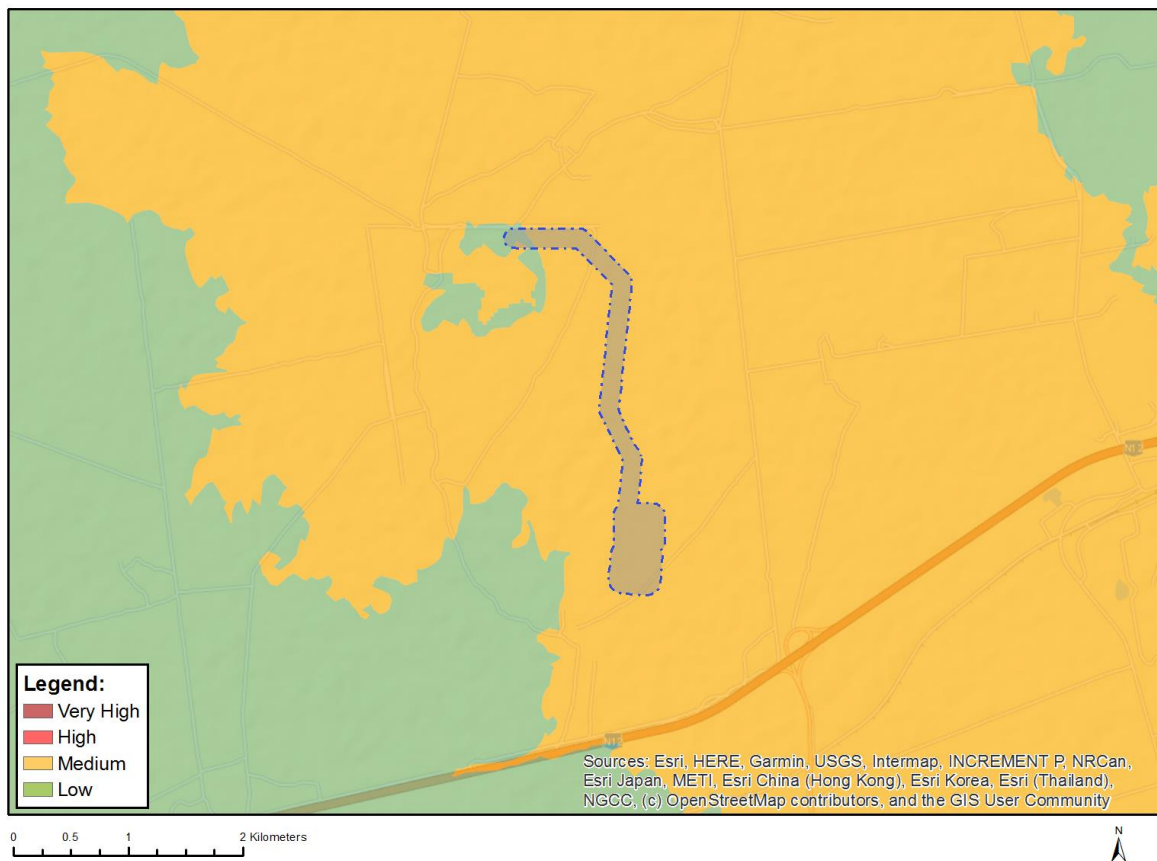 Legend:
Very High
High
Medium
Low
Sources: Esri, HERE, Garmin, USGS, Intermap, INCREMENT P, NRCan,
Esri Japan, METI, Esri China (Hong Kong), Esri Korea, Esri (Thailand),
NGCC, (c) OpenStreetMap contributors, and the GIS User Community
0 0.5 1 2 Kilometers
N